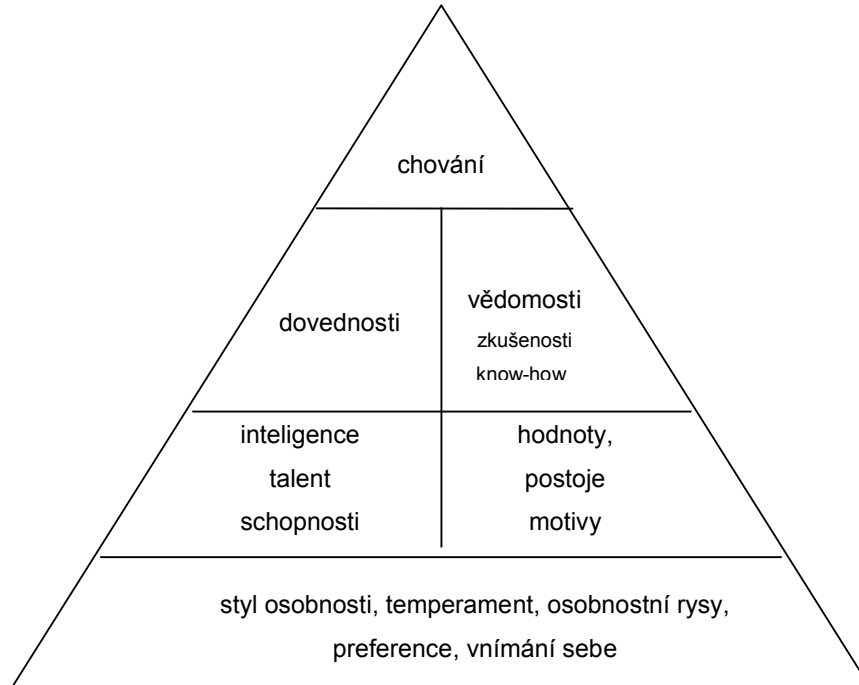 chování
dovednosti
vědomosti
zkušenosti
know-how
inteligence
talent
schopnosti
hodnoty,
postoje
motivy
styl osobnosti, temperament, osobnostní rysy,
preference, vnímání sebe